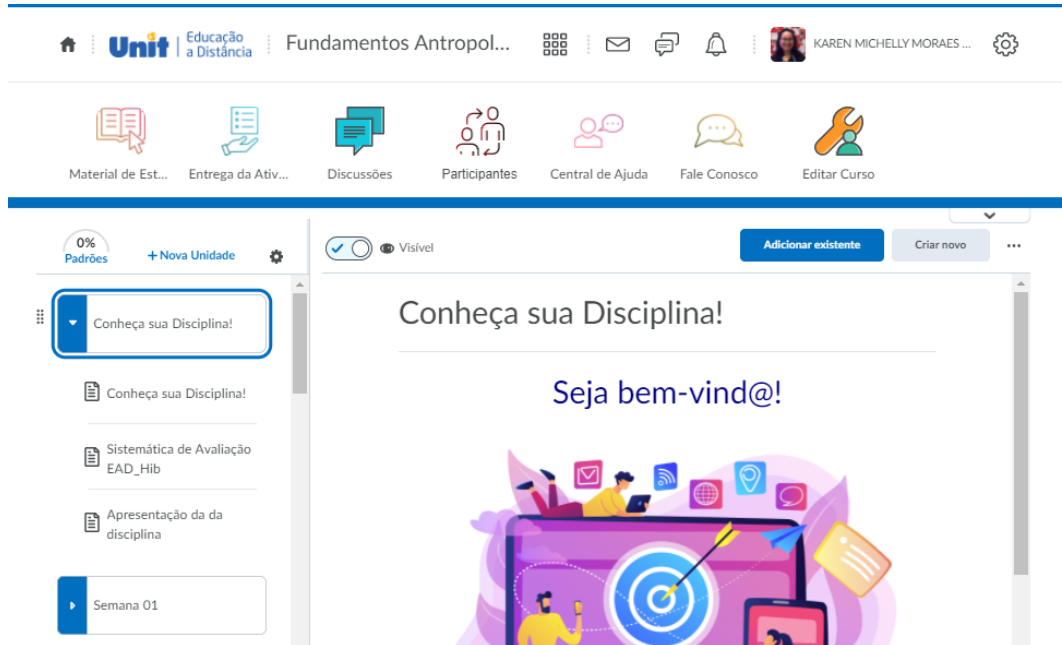 Unit
Educação
a Distância
Fundamentos Antropol...
KAREN MICHELLY MORAES ...
Material de Est...
Entrega da Ativ...
Discussões
Participantes
Central de Ajuda
Fale Conosco
Editar Curso
0%
Padrões
+ Nova Unidade
Visível
Adicionar existente
Criar novo
...
Conheça sua Disciplina!
Conheça sua Disciplina!
Sistemática de Avaliação
EAD_Hib
Apresentação da da
disciplina
Semana 01
Conheça sua Disciplina!
Seja bem-vind@!